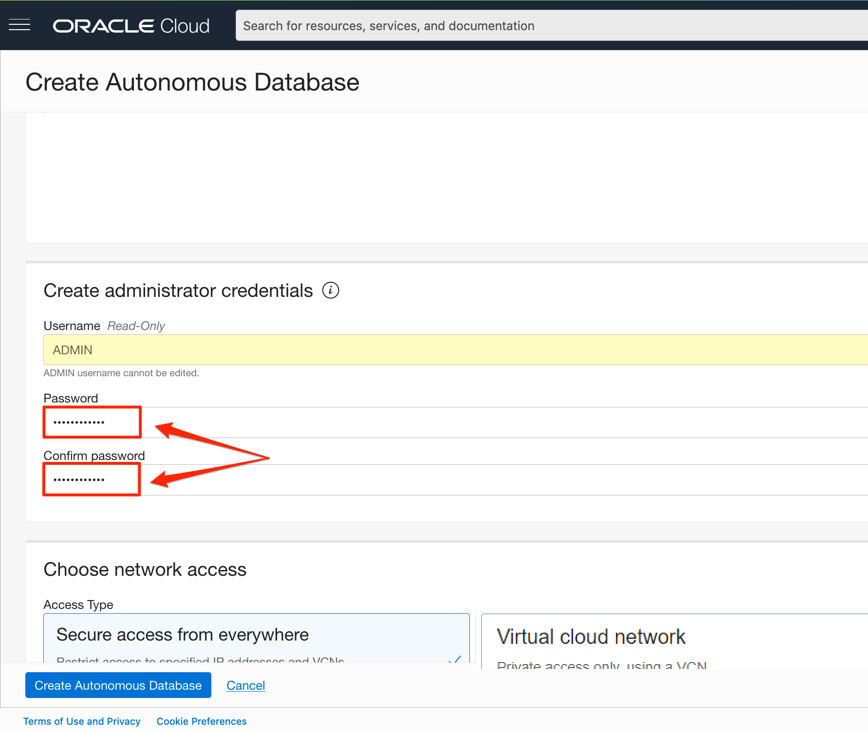 ORACLE Cloud
Search for resources, services, and documentation
Create Autonomous Database
Create administrator credentials
Username Read-Only
ADMIN
ADMIN username cannot be edited.
Password
••••••••••••
Confirm password
••••••••••••
Choose network access
Access Type
Secure access from everywhere
Virtual cloud network
Restrict access to specified IP addresses and VCNs
Private access only, using a VCN
Create Autonomous Database Cancel
Terms of Use and Privacy Cookie Preferences